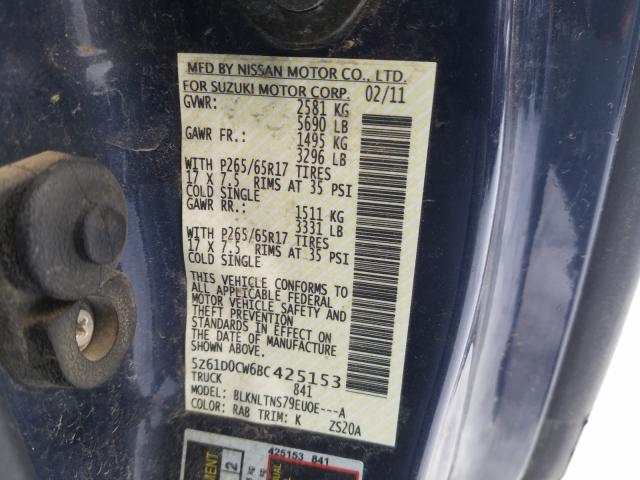 MFD BY NISSAN MOTOR CO., LTD.
FOR SUZUKI MOTOR CORP. 02/11
GVWR: 2581 KG
5690 LB
GAWR FR.: 1495 KG
3296 LB
WITH P265/65R17 TIRES
17 X 7.5 RIMS AT 35 PSI
COLD SINGLE
GAWR RR.: 1511 KG
3331 LB
WITH P265/65R17 TIRES
17 X 7.5 RIMS AT 35 PSI
COLD SINGLE
THIS VEHICLE CONFORMS TO
ALL APPLICABLE FEDERAL
MOTOR VEHICLE SAFETY AND
THEFT PREVENTION
STANDARDS IN EFFECT ON
THE DATE OF MANUFACTURE
SHOWN ABOVE.
5Z61D0CW6BC425153
TRUCK 841
MODEL: BLKNLTNS79EU0E---A
COLOR: RAB TRIM: K ZS20A
425153 841